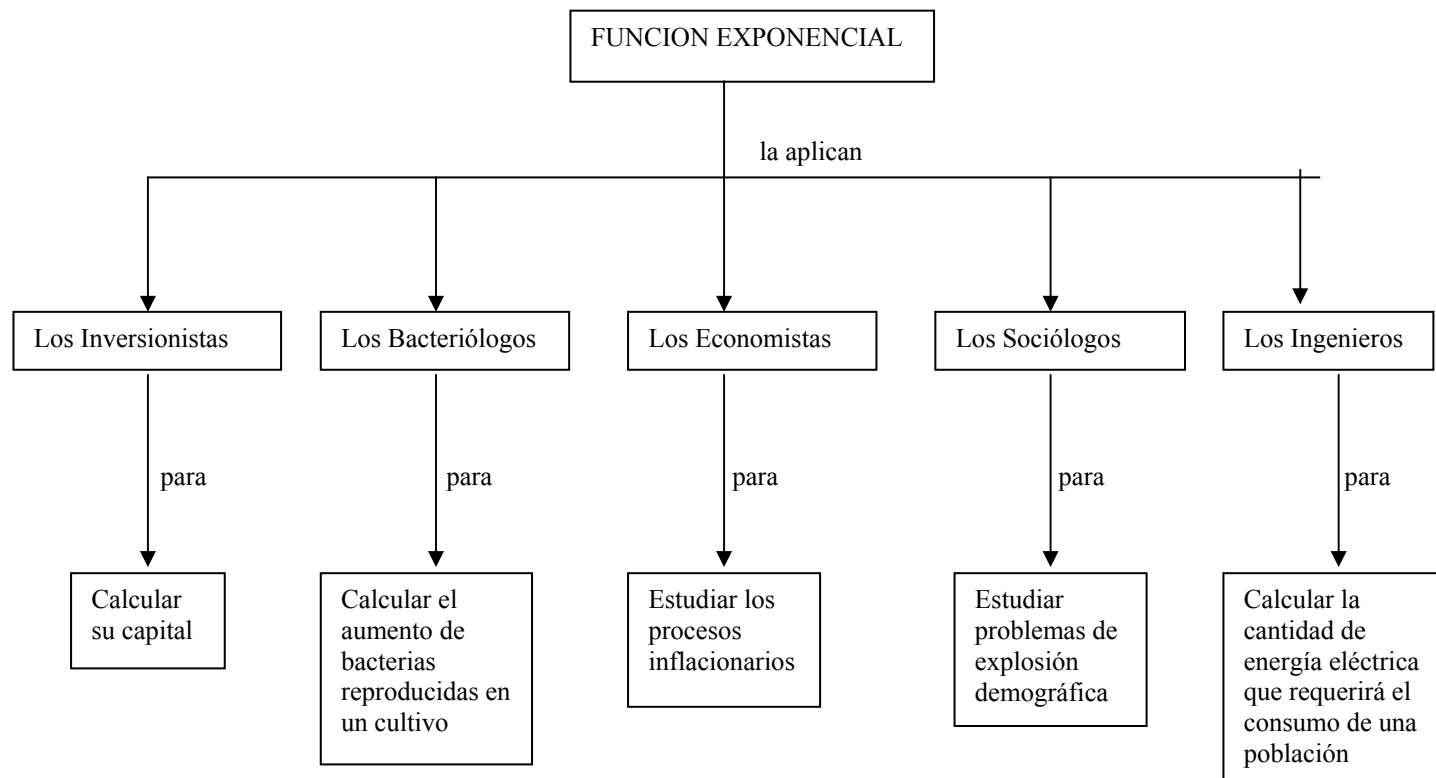 FUNCION EXPONENCIAL
la aplican
Los Inversionistas
Los Bacteriólogos
Los Economistas
Los Sociólogos
Los Ingenieros
para
para
para
para
para
Calcular
su capital
Calcular el
aumento de
bacterias
reproducidas en
un cultivo
Estudiar los
procesos
inflacionarios
Estudiar
problemas de
explosión
demográfica
Calcular la
cantidad de
energía eléctrica
que requerirá el
consumo de una
población